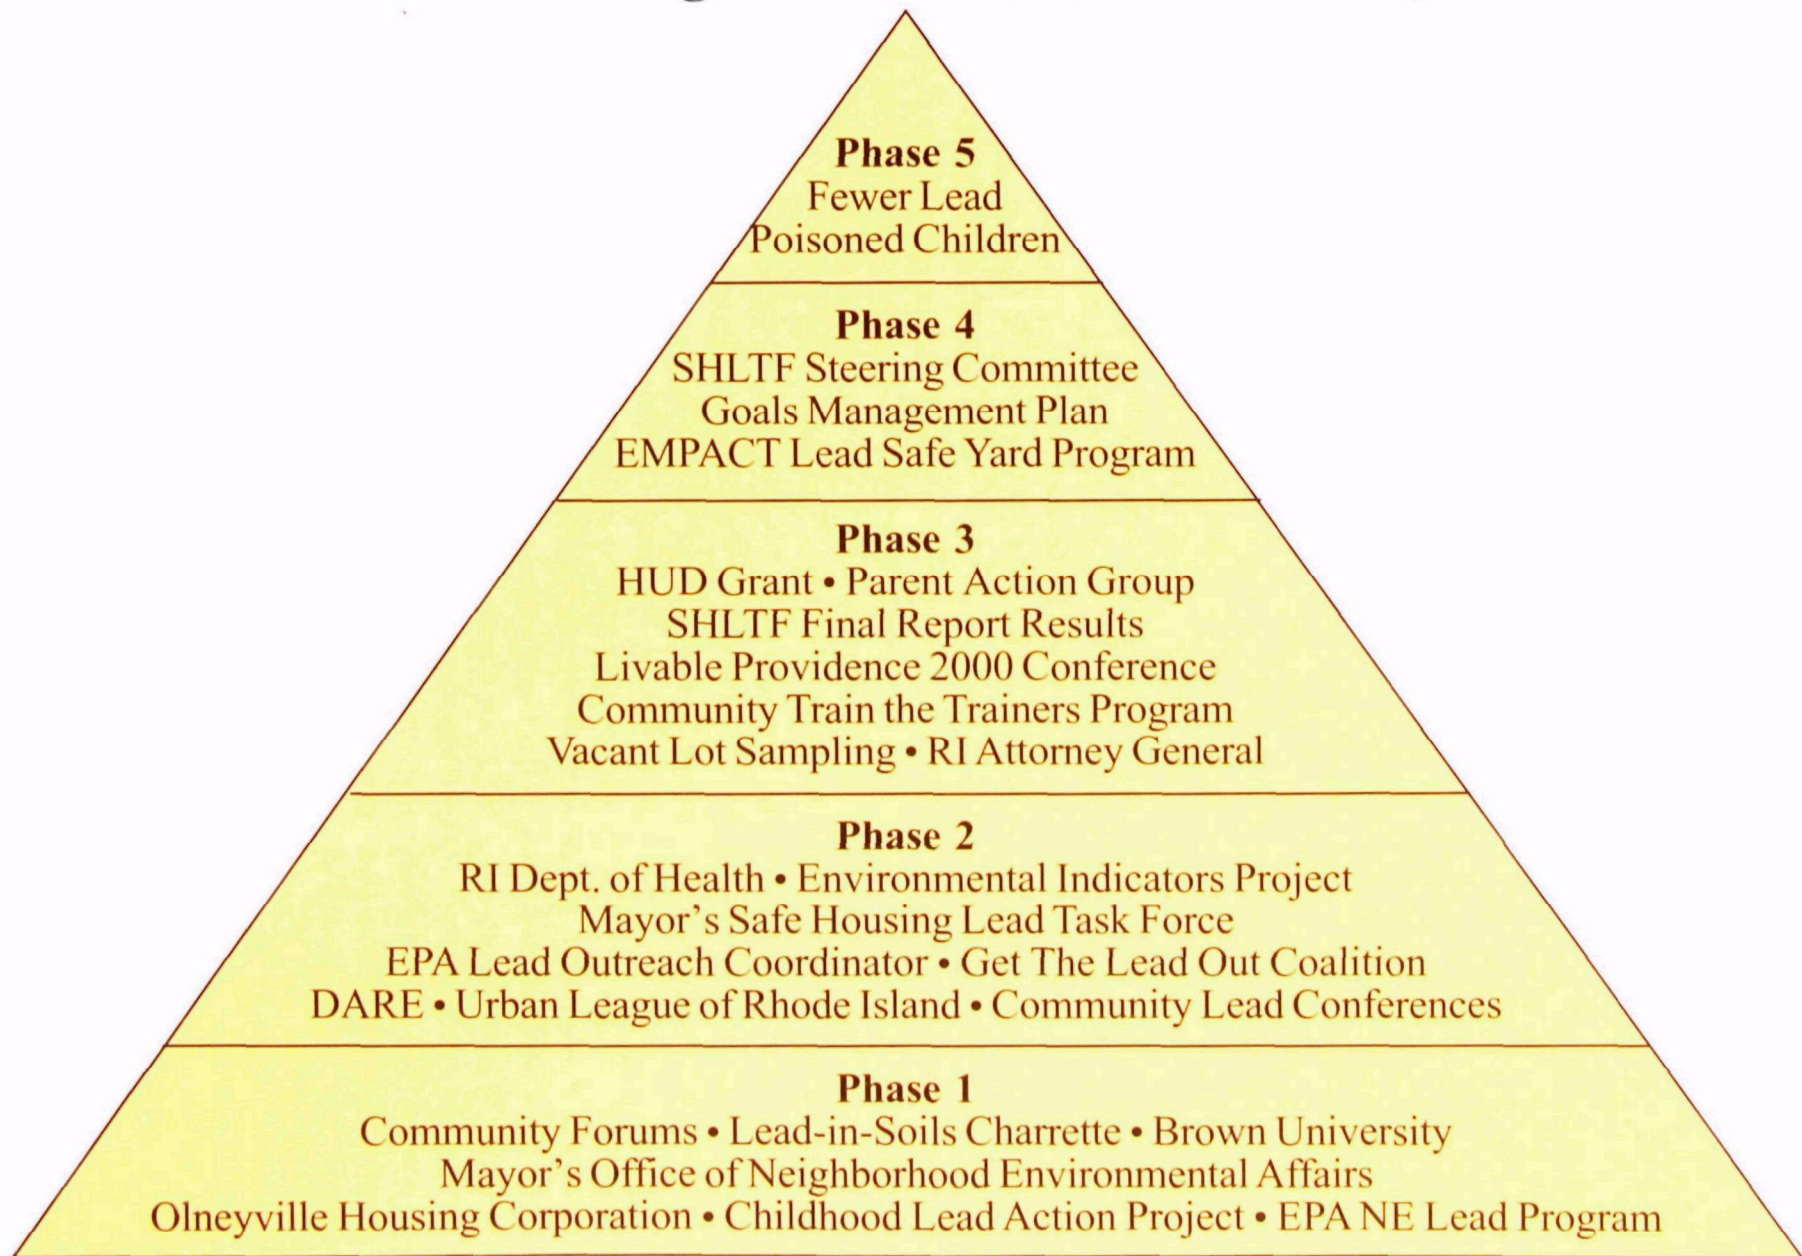 Phase 5
Fewer Lead
Poisoned Children
Phase 4
SHLTF Steering Committee
Goals Management Plan
EMPACT Lead Safe Yard Program
Phase 3
HUD Grant • Parent Action Group
SHLTF Final Report Results
Livable Providence 2000 Conference
Community Train the Trainers Program
Vacant Lot Sampling • RI Attorney General
Phase 2
RI Dept. of Health • Environmental Indicators Project
Mayor's Safe Housing Lead Task Force
EPA Lead Outreach Coordinator • Get The Lead Out Coalition
DARE • Urban League of Rhode Island • Community Lead Conferences
Phase 1
Community Forums • Lead-in-Soils Charrette • Brown University
Mayor's Office of Neighborhood Environmental Affairs
Olneyville Housing Corporation • Childhood Lead Action Project • EPA NE Lead Program